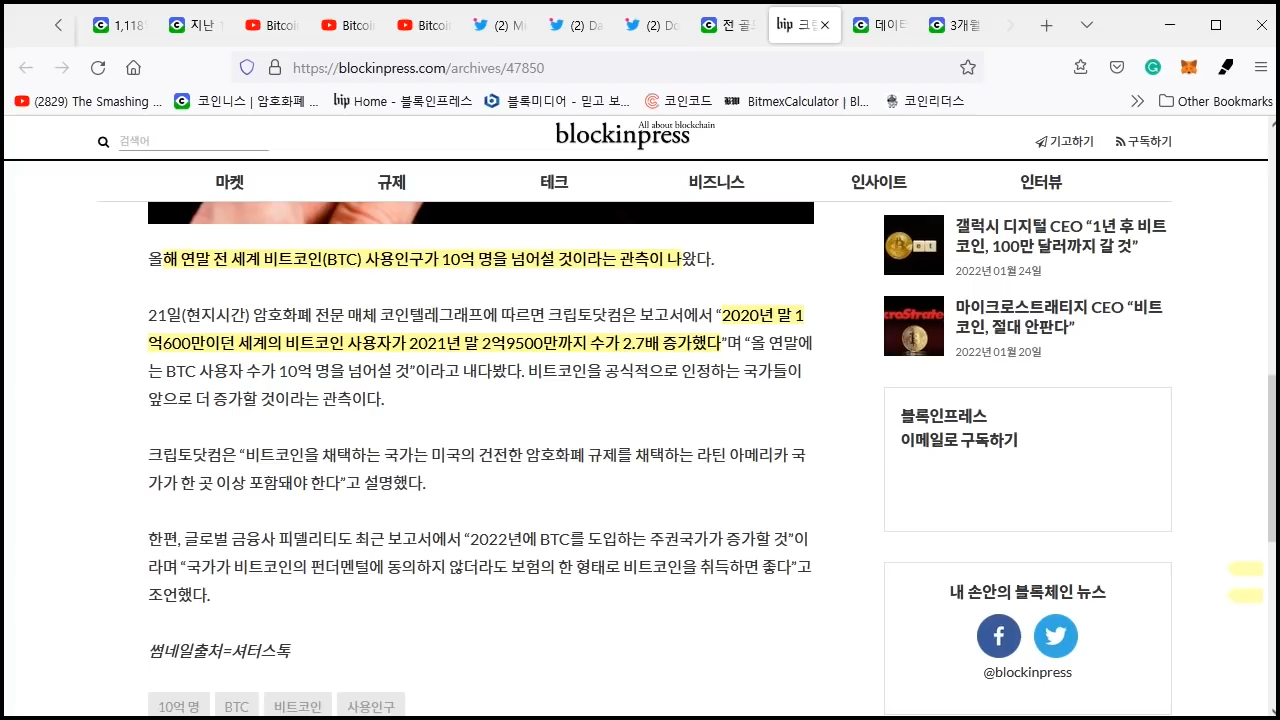 1,118
지난 1
Bitcoi
Bitcoi
Bitcoi
(2) Mi
(2) Da
(2) Do
전 골드
bip 크립
데이터
3개월
https://blockinpress.com/archives/47850
(2829) The Smashing ...
코인니스 | 암호화폐 ...
bip Home - 블록인프레스
블록미디어 - 믿고 보...
코인코드
BitmexCalculator | Bl...
코인리더스
Other Bookmarks
검색어
All about blockchain
blockinpress
기고하기
구독하기
마켓
규제
테크
비즈니스
인사이트
인터뷰
올해 연말 전 세계 비트코인(BTC) 사용인구가 10억 명을 넘어설 것이라는 관측이 나왔다.
21일(현지시간) 암호화폐 전문 매체 코인텔레그래프에 따르면 크립토닷컴은 보고서에서 “2020년 말 1
억600만이던 세계의 비트코인 사용자가 2021년 말 2억9500만까지 수가 2.7배 증가했다”며 “올 연말에
는 BTC 사용자 수가 10억 명을 넘어설 것”이라고 내다봤다. 비트코인을 공식적으로 인정하는 국가들이
앞으로 더 증가할 것이라는 관측이다.
크립토닷컴은 “비트코인을 채택하는 국가는 미국의 건전한 암호화폐 규제를 채택하는 라틴 아메리카 국
가가 한 곳 이상 포함돼야 한다”고 설명했다.
한편, 글로벌 금융사 피델리티도 최근 보고서에서 “2022년에 BTC를 도입하는 주권국가가 증가할 것”이
라며 “국가가 비트코인의 펀더멘털에 동의하지 않더라도 보험의 한 형태로 비트코인을 취득하면 좋다”고
조언했다.
썸네일출처=셔터스톡
10억 명
BTC
비트코인
사용인구
갤럭시 디지털 CEO “1년 후 비트
코인, 100만 달러까지 갈 것”
2022년 01월 24일
croStrate
마이크로스트래티지 CEO “비트
코인, 절대 안판다”
2022년 01월 20일
블록인프레스
이메일로 구독하기
내 손안의 블록체인 뉴스
@blockinpress